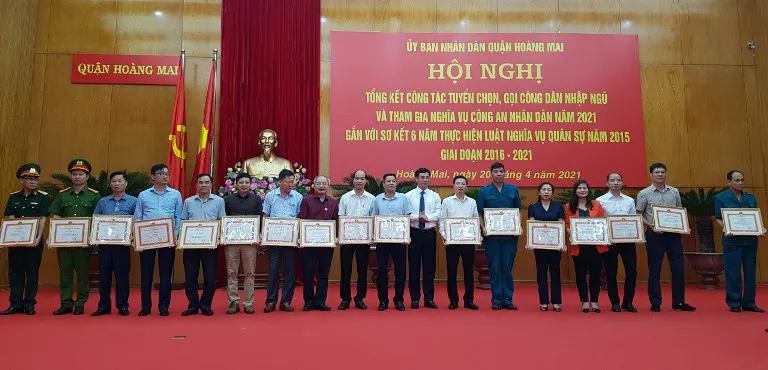 QUẬN HOÀNG MAI
ỦY BAN NHÂN DÂN QUẬN HOÀNG MAI
HỘI NGHỊ
TỔNG KẾT CÔNG TÁC TUYỂN CHỌN, GỌI CÔNG DÂN NHẬP NGŨ
VÀ THAM GIA NGHĨA VỤ CÔNG AN NHÂN DÂN NĂM 2021
GẮN VỚI SƠ KẾT 6 NĂM THỰC HIỆN LUẬT NGHĨA VỤ QUÂN SỰ NĂM 2015
GIAI ĐOẠN 2016 - 2021
Mai, ngày 4 năm 2021